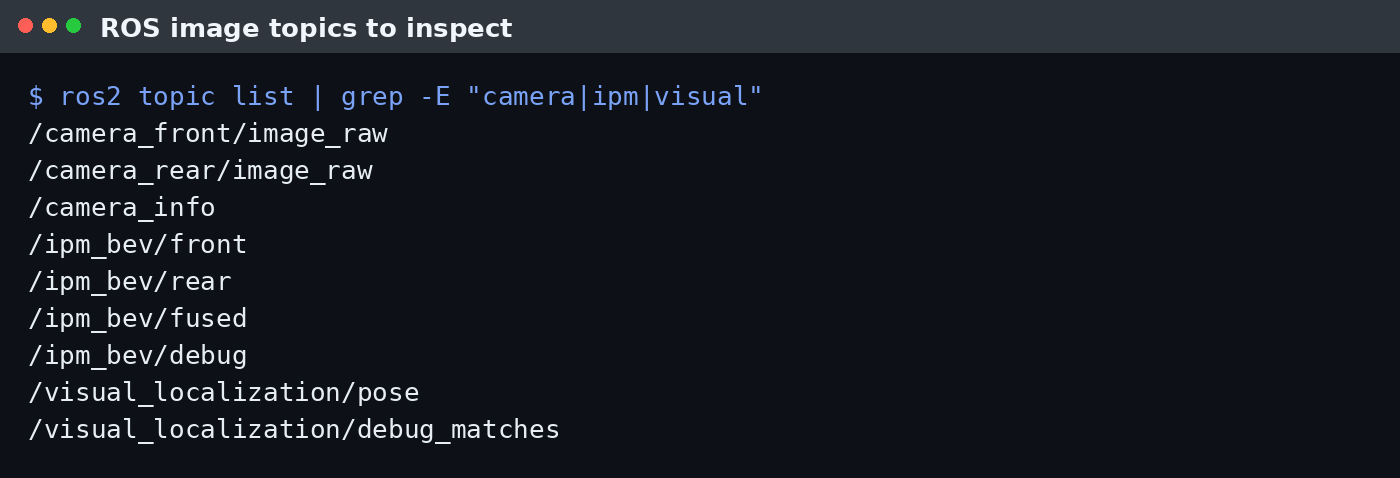 ROS image topics to inspect
$ ros2 topic list | grep -E "camera|ipm|visual"
/camera_front/image_raw
/camera_rear/image_raw
/camera_info
/ipm_bev/front
/ipm_bev/rear
/ipm_bev/fused
/ipm_bev/debug
/visual_localization/pose
/visual_localization/debug_matches